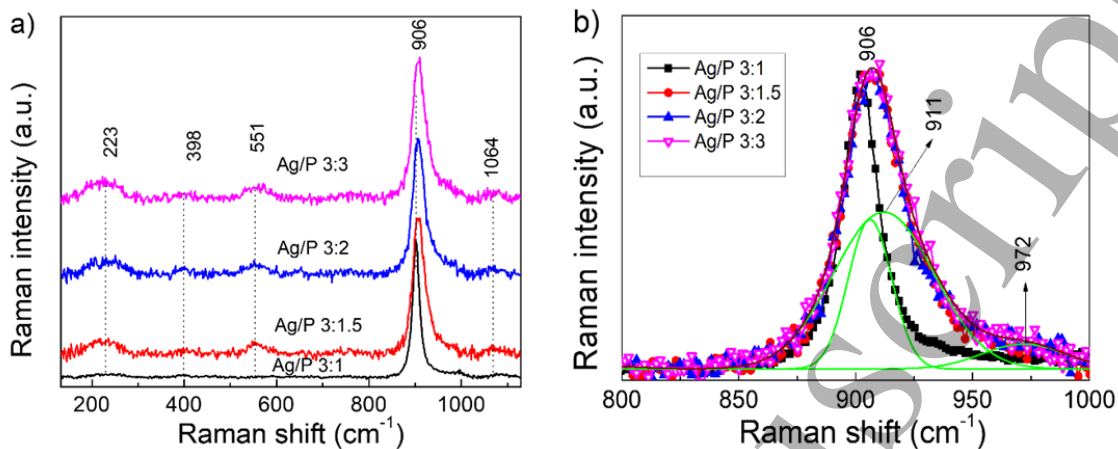 a)
906
223
398
551
1064
Ag/P 3:3
Ag/P 3:2
Ag/P 3:1.5
Ag/P 3:1
Raman intensity (a.u.)
200 400 600 800 1000
Raman shift (cm-1)
b)
906
911
972
Ag/P 3:1
Ag/P 3:1.5
Ag/P 3:2
Ag/P 3:3
Raman intensity (a.u.)
800 850 900 950 1000
Raman shift (cm-1)